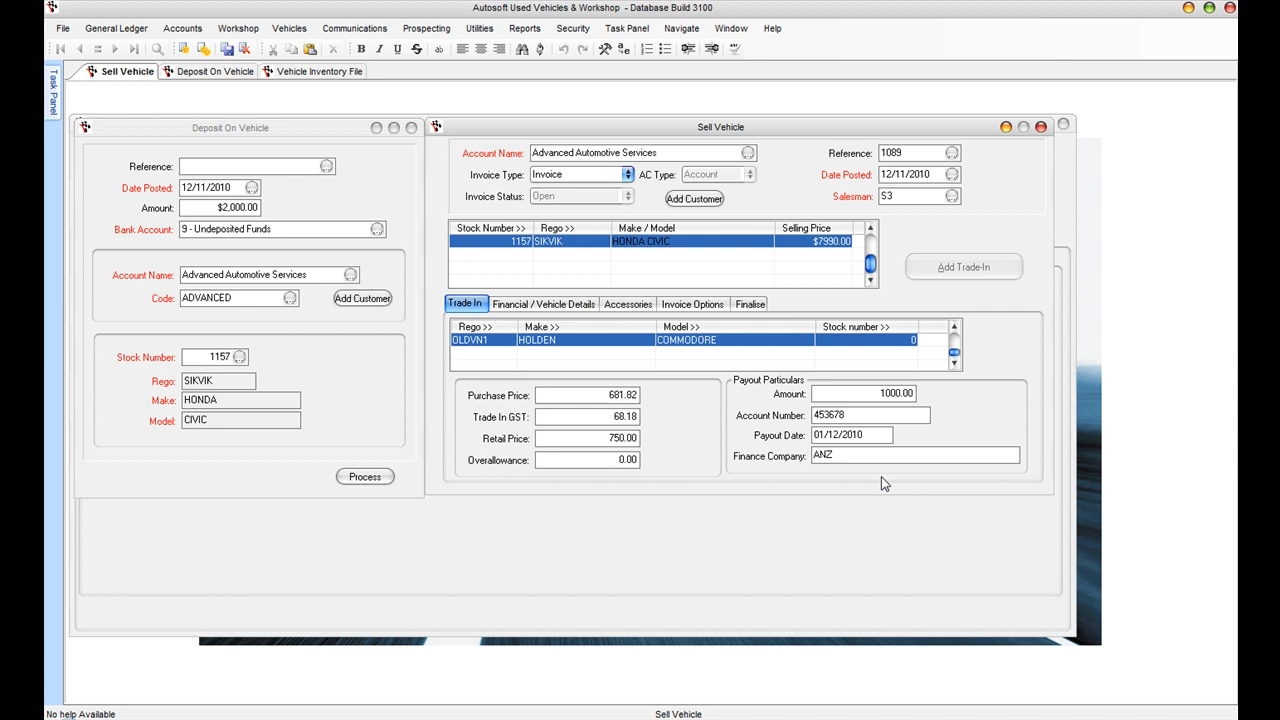 Autosoft Used Vehicles & Workshop - Database Build 3100
File General Ledger Accounts Workshop Vehicles Communications Prospecting Utilities Reports Security Task Panel Navigate Window Help
Task Panel
Sell Vehicle Deposit On Vehicle Vehicle Inventory File
Deposit On Vehicle
Reference:
Date Posted: 12/11/2010
Amount: $2,000.00
Bank Account: 9 - Undeposited Funds
Account Name: Advanced Automotive Services
Code: ADVANCED Add Customer
Stock Number: 1157
Rego: SIKVIK
Make: HONDA
Model: CIVIC
Process
Sell Vehicle
Account Name: Advanced Automotive Services Reference: 1089
Invoice Type: Invoice AC Type: Account Date Posted: 12/11/2010
Invoice Status: Open Add Customer Salesman: S3
Stock Number >> Rego >> Make / Model Selling Price
1157 SIKVIK HONDA CIVIC $7990.00
Add Trade-In
Trade In Financial / Vehicle Details Accessories Invoice Options Finalise
Rego >> Make >> Model >> Stock number >>
OLDVN1 HOLDEN COMMODORE 0
Purchase Price: 681.82
Trade In GST: 68.18
Retail Price: 750.00
Overallowance: 0.00
Payout Particulars
Amount: 1000.00
Account Number: 453678
Payout Date: 01/12/2010
Finance Company: ANZ
No help Available Sell Vehicle